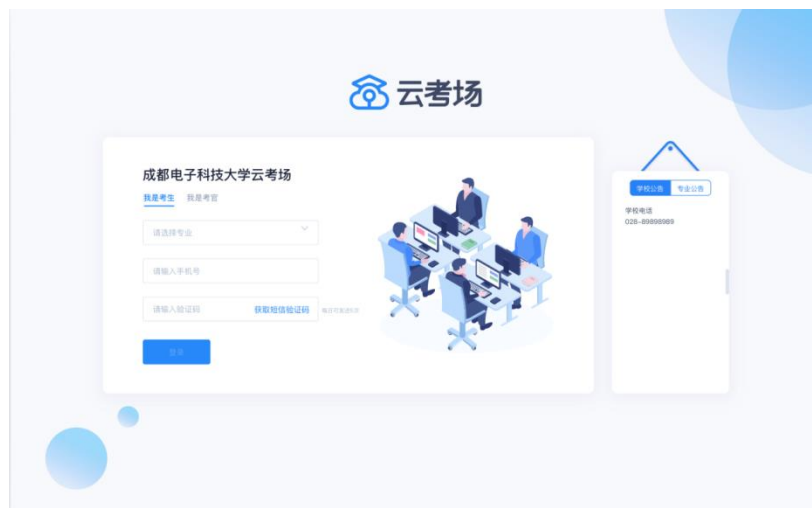 云考场
成都电子科技大学云考场
我是考生 我是考官
请选择专业
请输入手机号
请输入验证码 获取短信验证码
登录
学校公告 专业公告
学校电话
028-89898989